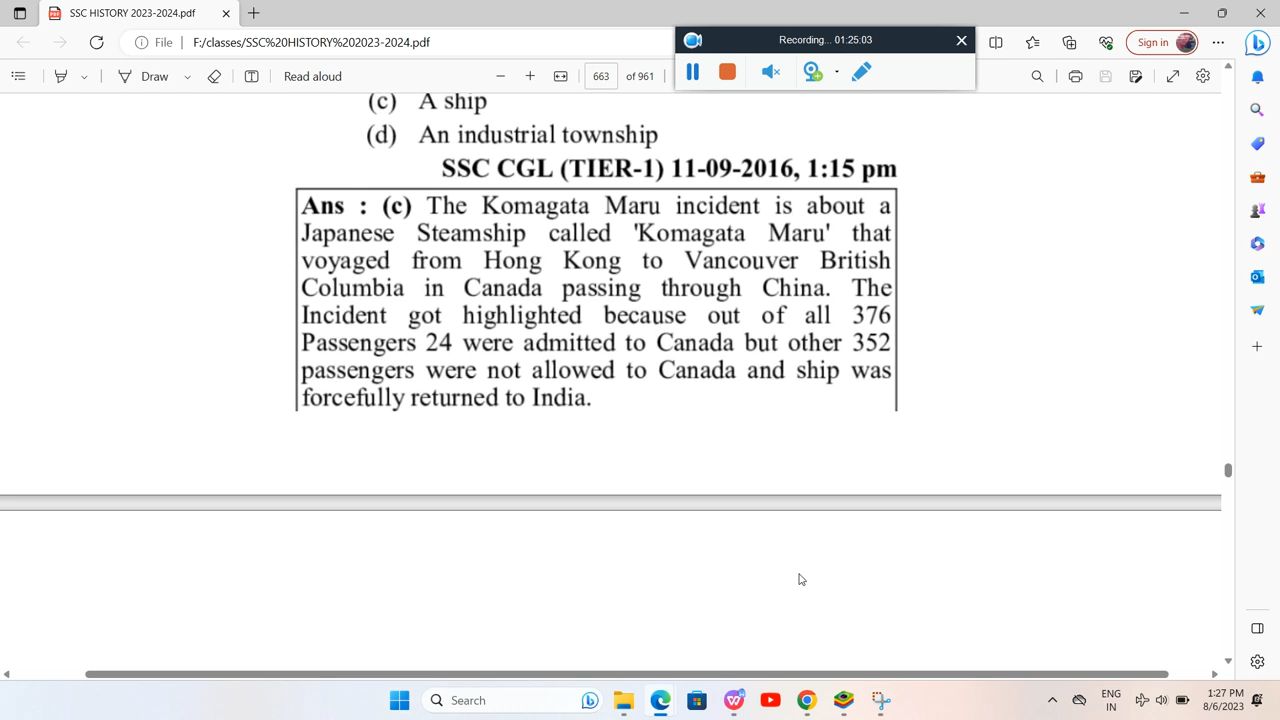 SSC HISTORY 2023-2024.pdf
File F:/classes/SSC%20HISTORY%202023-2024.pdf
Recording... 01:25:03
Sign in
Draw
Read aloud
663 of 961
(c) A ship
(d) An industrial township
SSC CGL (TIER-1) 11-09-2016, 1:15 pm
Ans : (c) The Komagata Maru incident is about a
Japanese Steamship called 'Komagata Maru' that
voyaged from Hong Kong to Vancouver British
Columbia in Canada passing through China. The
Incident got highlighted because out of all 376
Passengers 24 were admitted to Canada but other 352
passengers were not allowed to Canada and ship was
forcefully returned to India.
Search
ENG
IN
1:27 PM
8/6/2023